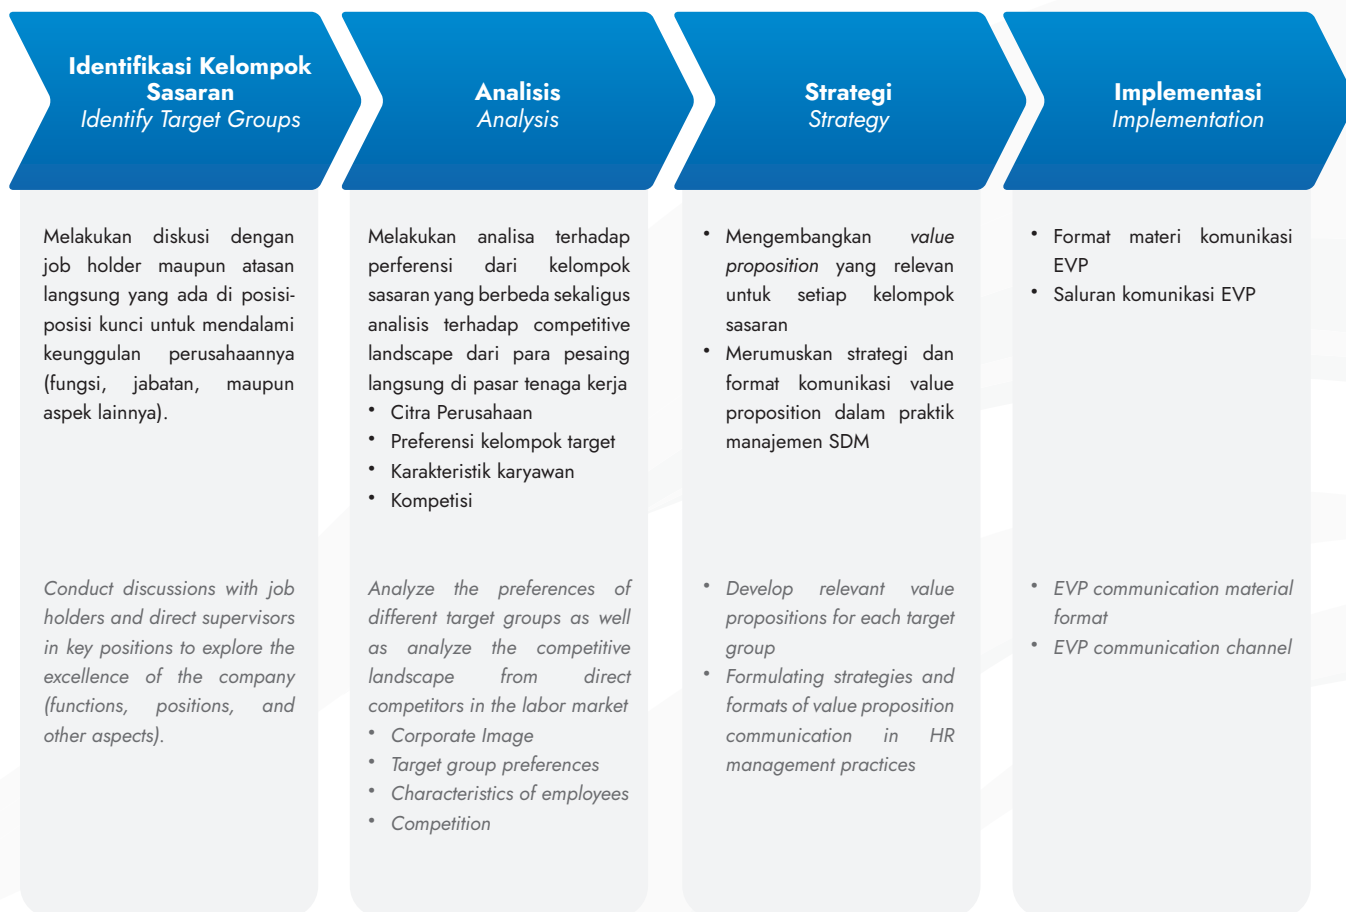 Identifikasi Kelompok
Sasaran
Identify Target Groups
Analisis
Analysis
Strategi
Strategy
Implementasi
Implementation
Melakukan diskusi dengan
job holder maupun atasan
langsung yang ada di posisi-
posisi kunci untuk mendalami
keunggulan perusahaannya
(fungsi, jabatan, maupun
aspek lainnya).
Conduct discussions with job
holders and direct supervisors
in key positions to explore the
excellence of the company
(functions, positions, and
other aspects).
Melakukan analisa terhadap
perferensi dari kelompok
sasaran yang berbeda sekaligus
analisis terhadap competitive
landscape dari para pesaing
langsung di pasar tenaga kerja
• Citra Perusahaan
• Preferensi kelompok target
• Karakteristik karyawan
• Kompetisi
Analyze the preferences of
different target groups as well
as analyze the competitive
landscape from direct
competitors in the labor market
• Corporate Image
• Target group preferences
• Characteristics of employees
• Competition
• Mengembangkan value
proposition yang relevan
untuk setiap kelompok
sasaran
• Merumuskan strategi dan
format komunikasi value
proposition dalam praktik
manajemen SDM
• Develop relevant value
propositions for each target
group
• Formulating strategies and
formats of value proposition
communication in HR
management practices
• Format materi komunikasi
EVP
• Saluran komunikasi EVP
• EVP communication material
format
• EVP communication channel